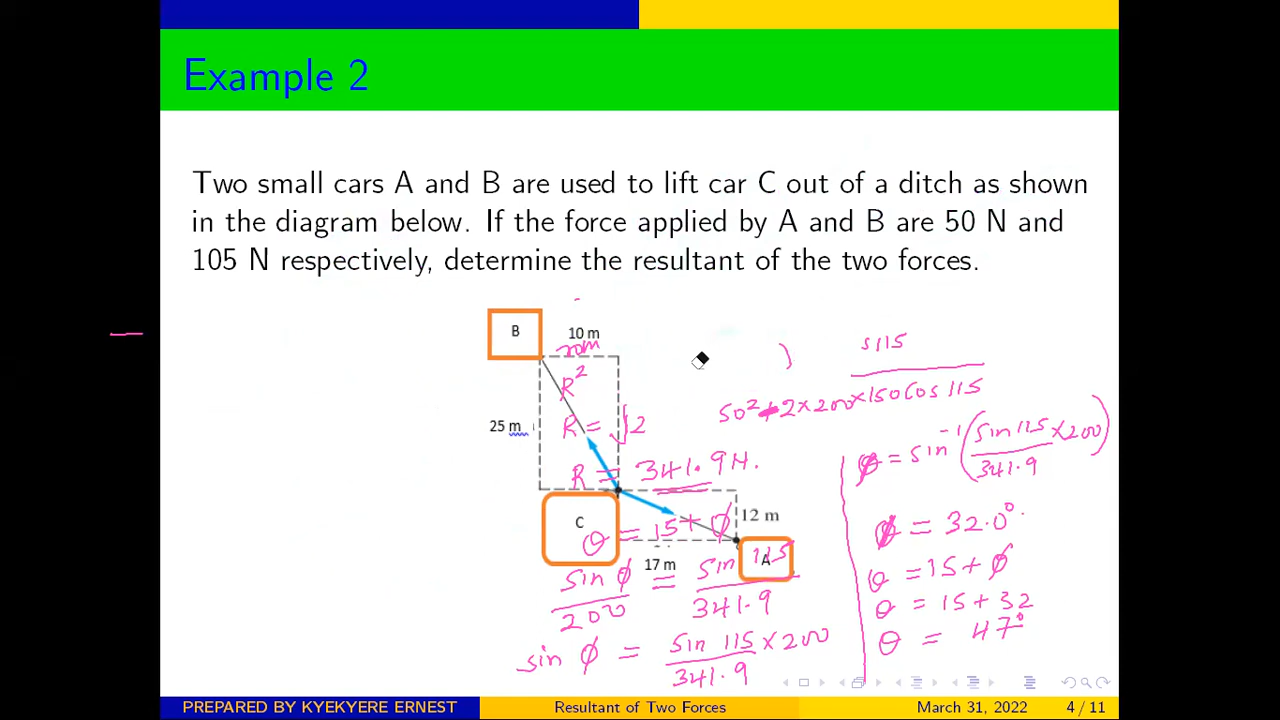 Example 2
Two small cars A and B are used to lift car C out of a ditch as shown
in the diagram below. If the force applied by A and B are 50 N and
105 N respectively, determine the resultant of the two forces.
B
10 m
R²
25 m
R = √2
R = 341.9N.
C
12 m
θ = 15 + φ
17 m
A
sin φ / 200 = sin 115 / 341.9
sin φ = sin 115 × 200 / 341.9
)
s115
50² + 2×200×150 cos 115
φ = sin⁻¹ (sin 115 × 200 / 341.9)
φ = 32.0°
θ = 15 + φ
θ = 15 + 32
θ = 47°
PREPARED BY KYEKYERE ERNEST
Resultant of Two Forces
March 31, 2022
4 / 11